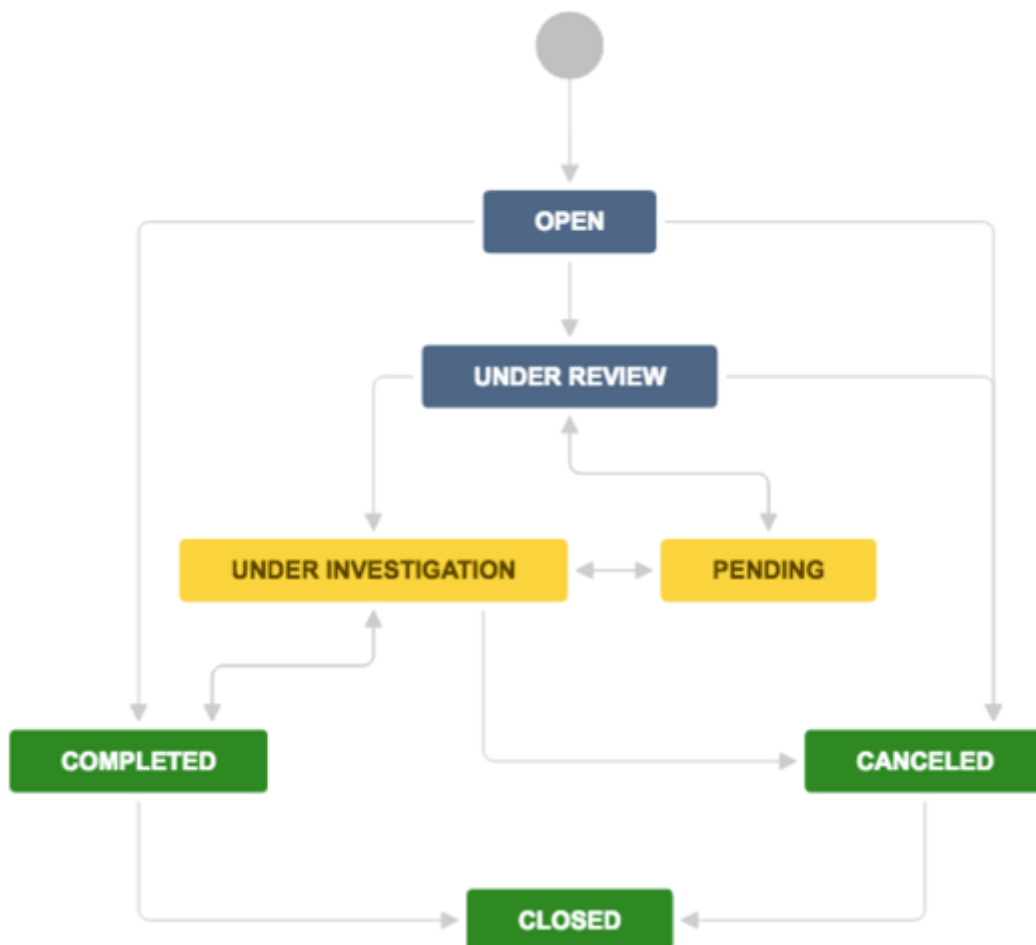 OPEN
UNDER REVIEW
UNDER INVESTIGATION
PENDING
COMPLETED
CANCELED
CLOSED